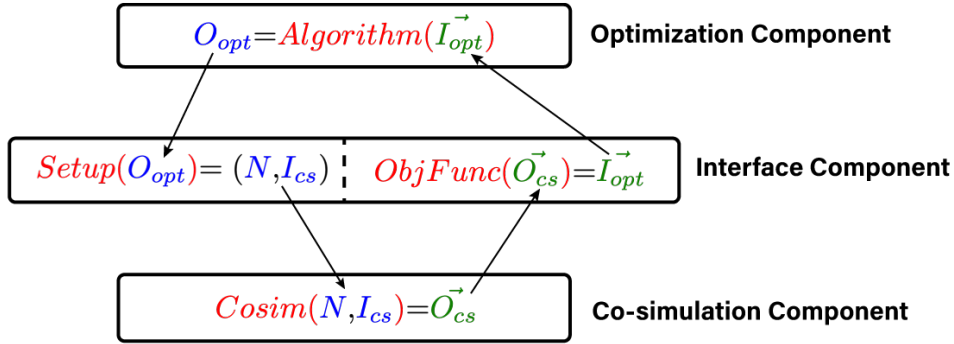 O_opt=Algorithm(I⃗_opt) Optimization Component
Setup(O_opt)= (N,I_cs) ObjFunc(O⃗_cs)=I⃗_opt Interface Component
Cosim(N,I_cs)=O⃗_cs Co-simulation Component